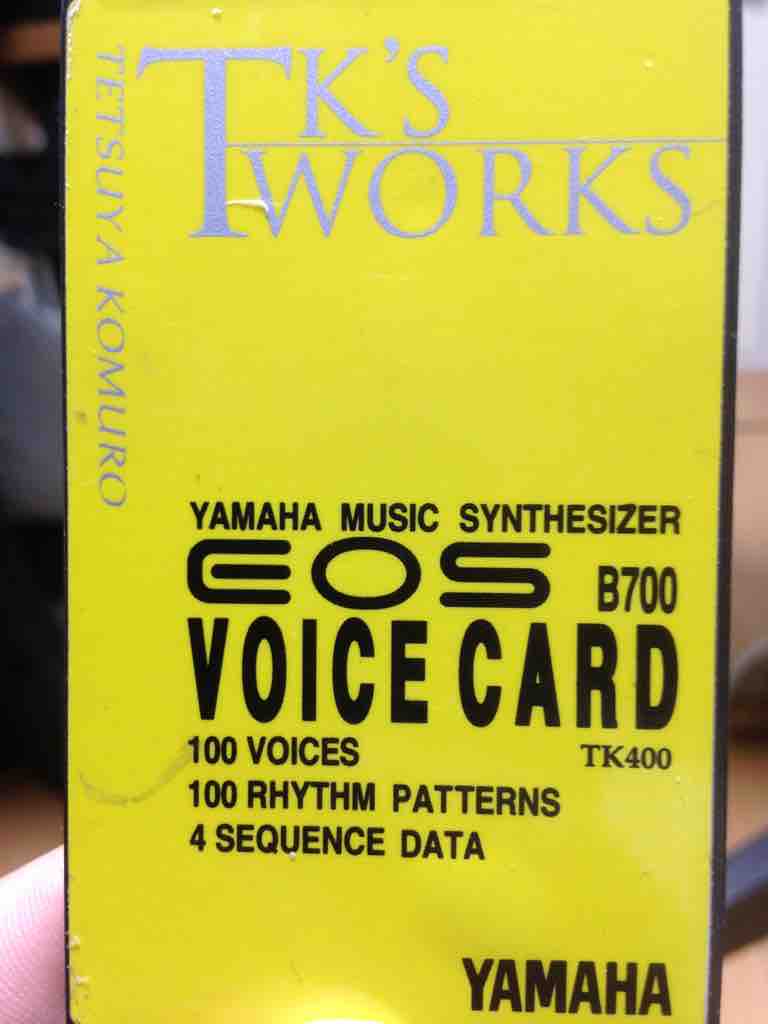 TK'S
WORKS
TETSUYA KOMURO
YAMAHA MUSIC SYNTHESIZER
EOS B700
VOICE CARD
100 VOICES TK400
100 RHYTHM PATTERNS
4 SEQUENCE DATA
YAMAHA